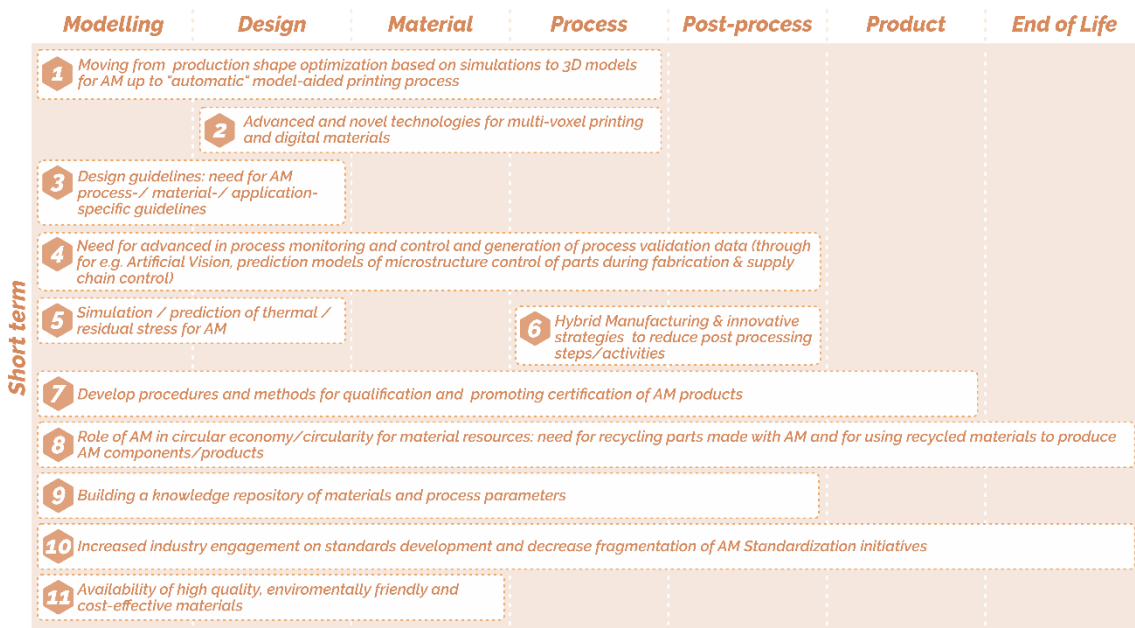 Modelling Design Material Process Post-process Product End of Life
Short term
1 Moving from production shape optimization based on simulations to 3D models
for AM up to "automatic" model-aided printing process
2 Advanced and novel technologies for multi-voxel printing
and digital materials
3 Design guidelines: need for AM
process-/ material-/ application-
specific guidelines
4 Need for advanced in process monitoring and control and generation of process validation data (through
for e.g. Artificial Vision, prediction models of microstructure control of parts during fabrication & supply
chain control)
5 Simulation / prediction of thermal /
residual stress for AM
6 Hybrid Manufacturing & innovative
strategies to reduce post processing
steps/activities
7 Develop procedures and methods for qualification and promoting certification of AM products
8 Role of AM in circular economy/circularity for material resources: need for recycling parts made with AM and for using recycled materials to produce
AM components/products
9 Building a knowledge repository of materials and process parameters
10 Increased industry engagement on standards development and decrease fragmentation of AM Standardization initiatives
11 Availability of high quality, enviromentally friendly and
cost-effective materials